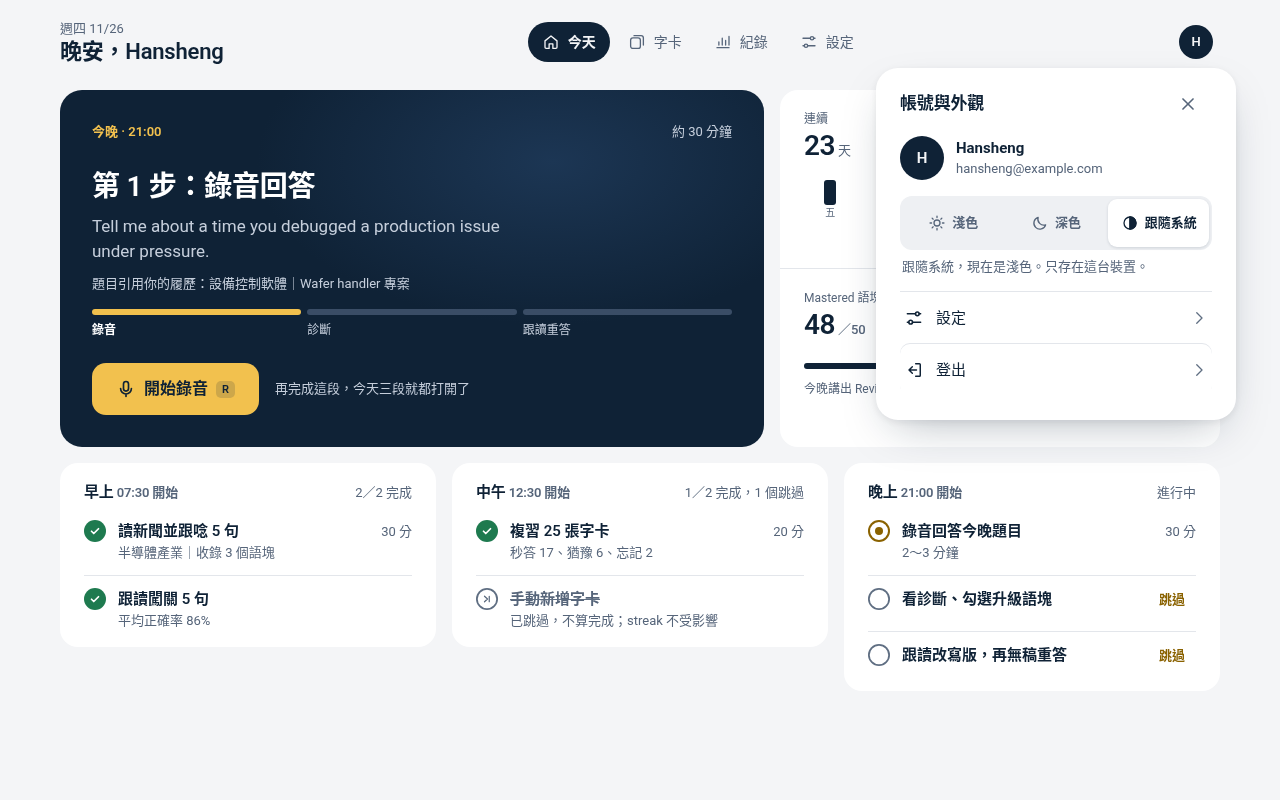 週四 11/26
晚安，Hansheng
今天
字卡
紀錄
設定
H
今晚 · 21:00
約 30 分鐘
第 1 步：錄音回答
Tell me about a time you debugged a production issue
under pressure.
題目引用你的履歷：設備控制軟體｜Wafer handler 專案
錄音
診斷
跟讀重答
開始錄音 R
再完成這段，今天三段就都打開了
連續
23 天
五
Mastered 語塊
48 ／50
今晚講出 Revi
帳號與外觀
H
Hansheng
hansheng@example.com
淺色
深色
跟隨系統
跟隨系統，現在是淺色。只存在這台裝置。
設定
登出
早上 07:30 開始
2／2 完成
讀新聞並跟唸 5 句
30 分
半導體產業｜收錄 3 個語塊
跟讀闖關 5 句
平均正確率 86%
中午 12:30 開始
1／2 完成，1 個跳過
複習 25 張字卡
20 分
秒答 17、猶豫 6、忘記 2
手動新增字卡
已跳過，不算完成；streak 不受影響
晚上 21:00 開始
進行中
錄音回答今晚題目
30 分
2～3 分鐘
看診斷、勾選升級語塊
跳過
跟讀改寫版，再無稿重答
跳過